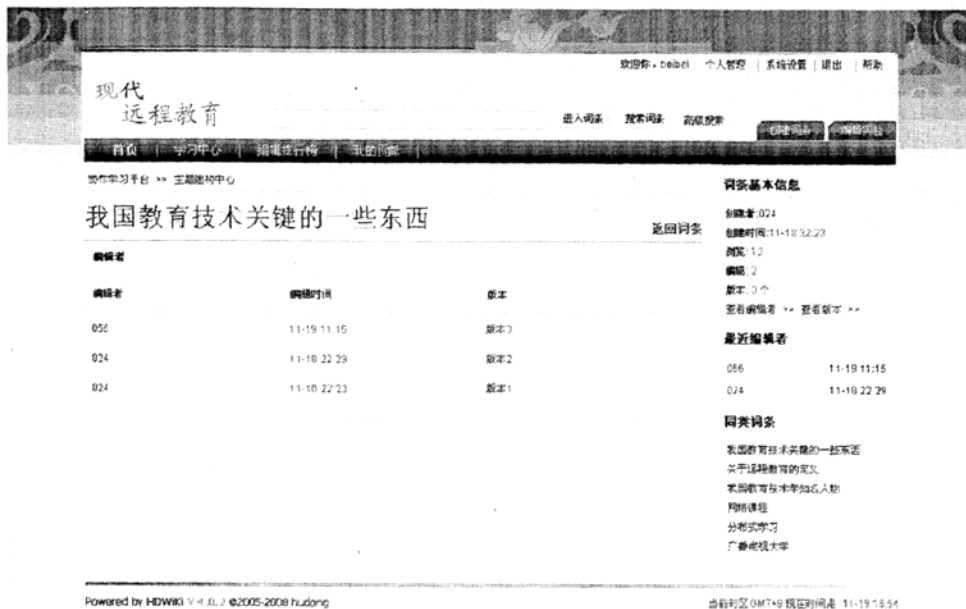 欢迎你，beibei 个人管理 | 系统设置 | 退出 | 帮助
现代
远程教育
进入词条 搜索词条 高级搜索
创建词条 编辑实验
首页 | 学习中心 | 编辑排行榜 | 我的词条
协作学习平台 >> 主题建构中心
我国教育技术关键的一些东西
返回词条
编辑者
编辑者 编辑时间 版本
056 11-19 11:15 版本3
024 11-18 22:29 版本2
024 11-18 22:23 版本1
词条基本信息
创建者:024
创建时间:11-18 22:23
浏览:
编辑: 2
版本: 个
查看编辑者 >> 查看版本 >>
最近编辑者
056 11-19 11:15
024 11-18 22:29
同类词条
我国教育技术关键的一些东西
关于远程教育的定义
我国教育技术学知名人物
网络课程
分布式学习
广播电视大学
Powered by HDWiKi V 4.0.2 ©2005-2008 hudong
当前时区 GMT+8 现在时间是 11-19 16:54